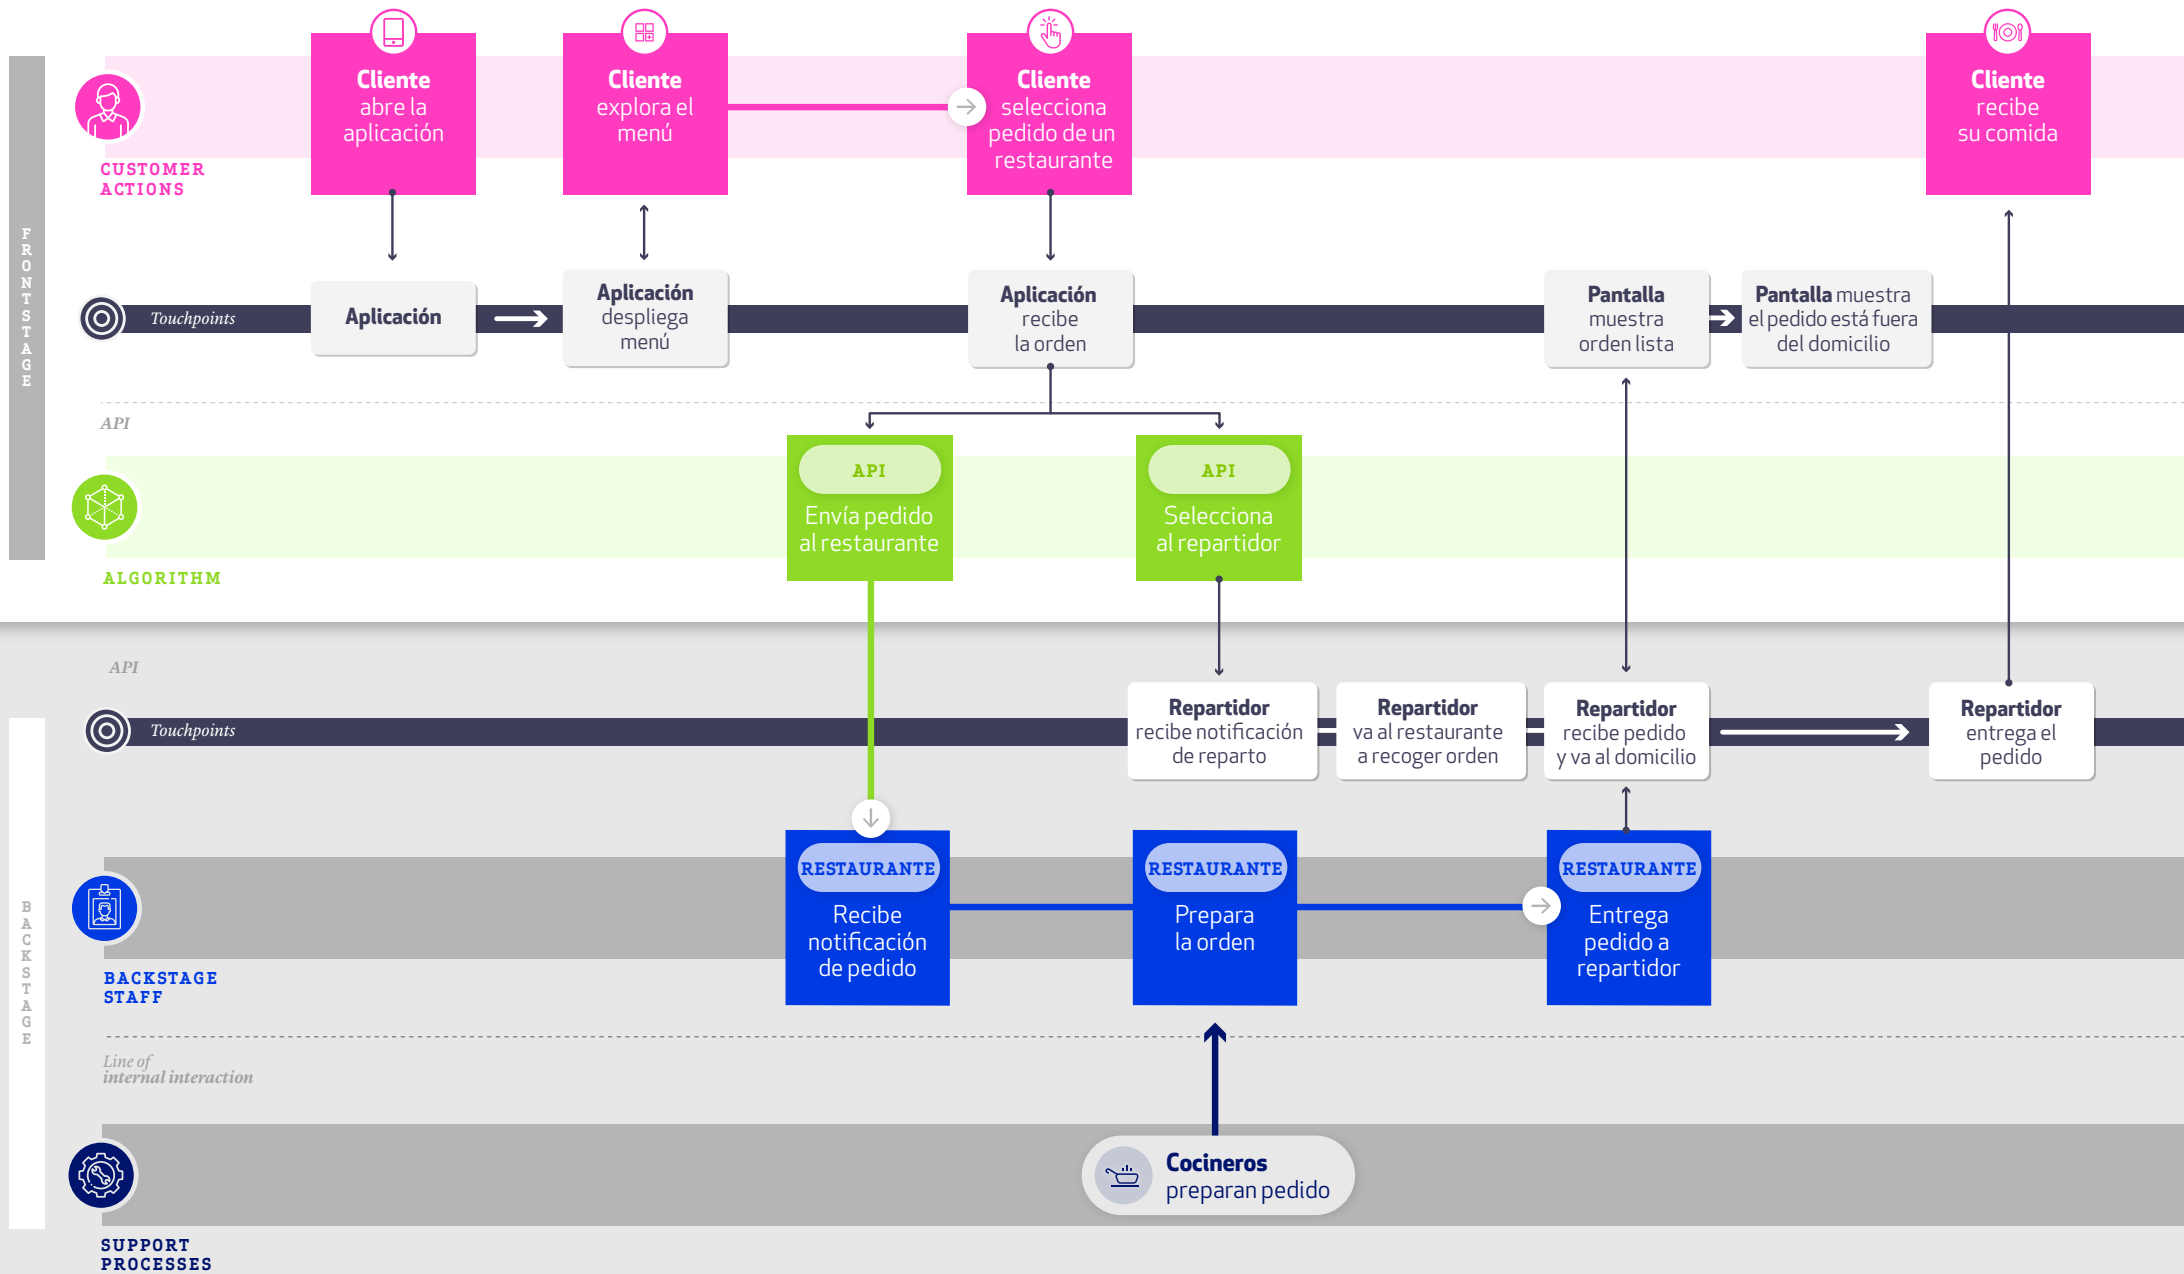 FRONTSTAGE
CUSTOMER
ACTIONS
Cliente
abre la
aplicación
Cliente
explora el
menú
Cliente
selecciona
pedido de un
restaurante
Cliente
recibe
su comida
Touchpoints
Aplicación
Aplicación
despliega
menú
Aplicación
recibe
la orden
Pantalla
muestra
orden lista
Pantalla muestra
el pedido está fuera
del domicilio
API
ALGORITHM
API
Envía pedido
al restaurante
API
Selecciona
al repartidor
BACKSTAGE
API
Touchpoints
Repartidor
recibe notificación
de reparto
Repartidor
va al restaurante
a recoger orden
Repartidor
recibe pedido
y va al domicilio
Repartidor
entrega el
pedido
BACKSTAGE
STAFF
RESTAURANTE
Recibe
notificación
de pedido
RESTAURANTE
Prepara
la orden
RESTAURANTE
Entrega
pedido a
repartidor
Line of
internal interaction
Cocineros
preparan pedido
SUPPORT
PROCESSES